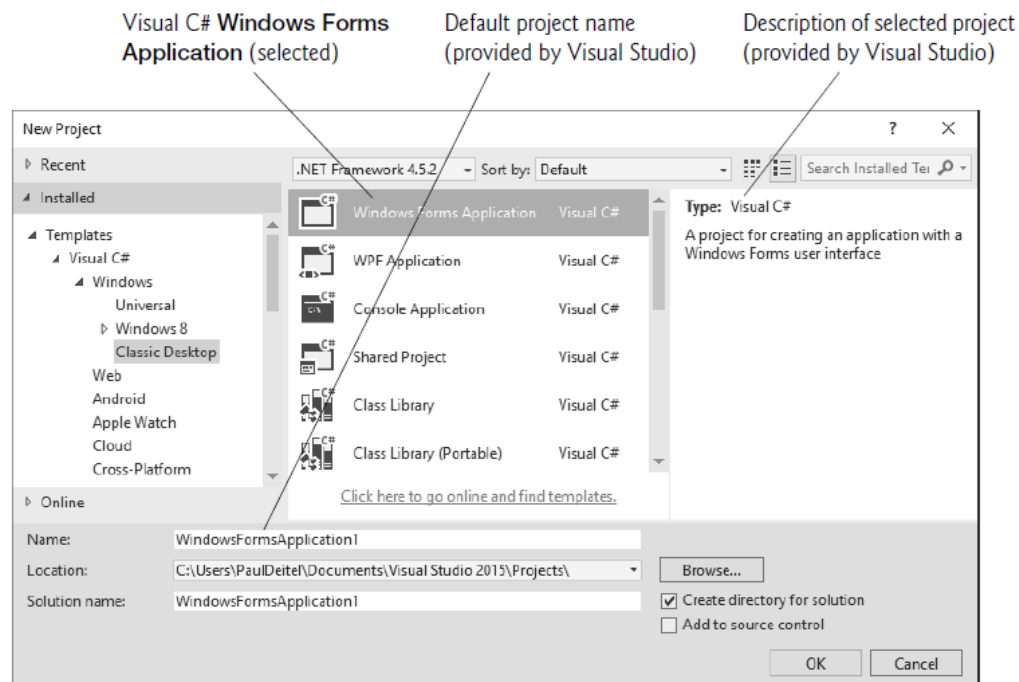 Visual C# Windows Forms
Application (selected)
Default project name
(provided by Visual Studio)
Description of selected project
(provided by Visual Studio)
New Project
?
Recent
.NET Framework 4.5.2
Sort by:
Default
Search Installed Ter
Installed
Templates
Visual C#
Windows
Universal
Windows 8
Classic Desktop
Web
Android
Apple Watch
Cloud
Cross-Platform
Online
C#
Windows Forms Application
Visual C#
C#
WPF Application
Visual C#
C#
C:\
Console Application
Visual C#
C#
Shared Project
Visual C#
C#
Class Library
Visual C#
C#
Class Library (Portable)
Visual C#
Click here to go online and find templates.
Type: Visual C#
A project for creating an application with a
Windows Forms user interface
Name:
WindowsFormsApplication1
Location:
C:\Users\PaulDeitel\Documents\Visual Studio 2015\Projects\
Browse...
Solution name:
WindowsFormsApplication1
Create directory for solution
Add to source control
OK
Cancel